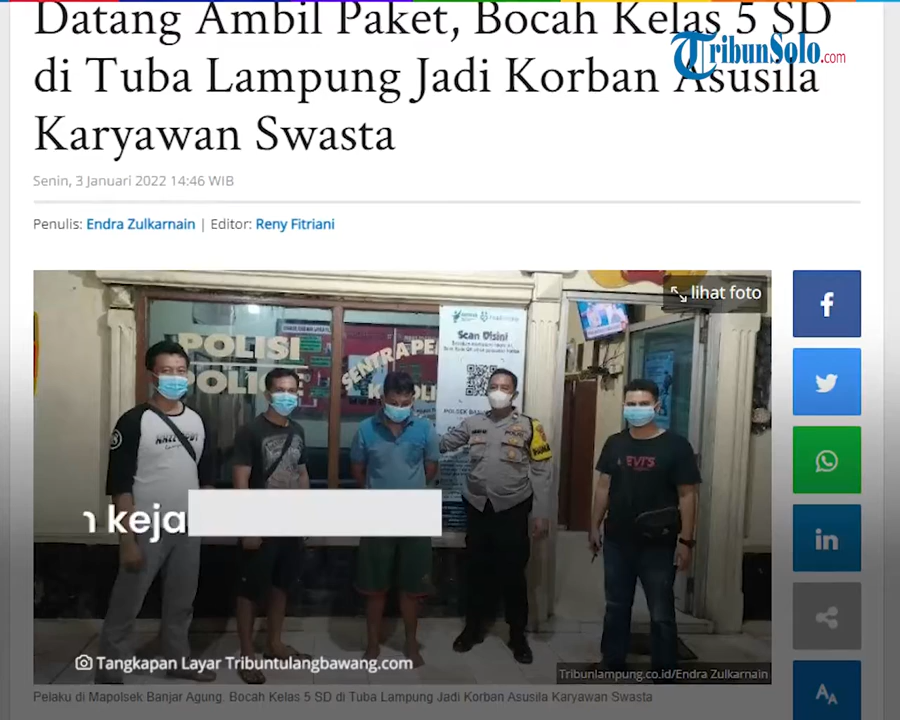 Datang Ambil Paket, Bocah Kelas 5 SD
di Tuba Lampung Jadi Korban Asusila
Karyawan Swasta
TribunSolo.com
Senin, 3 Januari 2022 14:46 WIB
Penulis: Endra Zulkarnain | Editor: Reny Fitriani
lihat foto
Scan Disini
POLISI
POLICE
SENTRA PE
keja
Tangkapan Layar Tribuntulangbawang.com
Tribunlampung.co.id/Endra Zulkarnain
Pelaku di Mapolsek Banjar Agung. Bocah Kelas 5 SD di Tuba Lampung Jadi Korban Asusila Karyawan Swasta